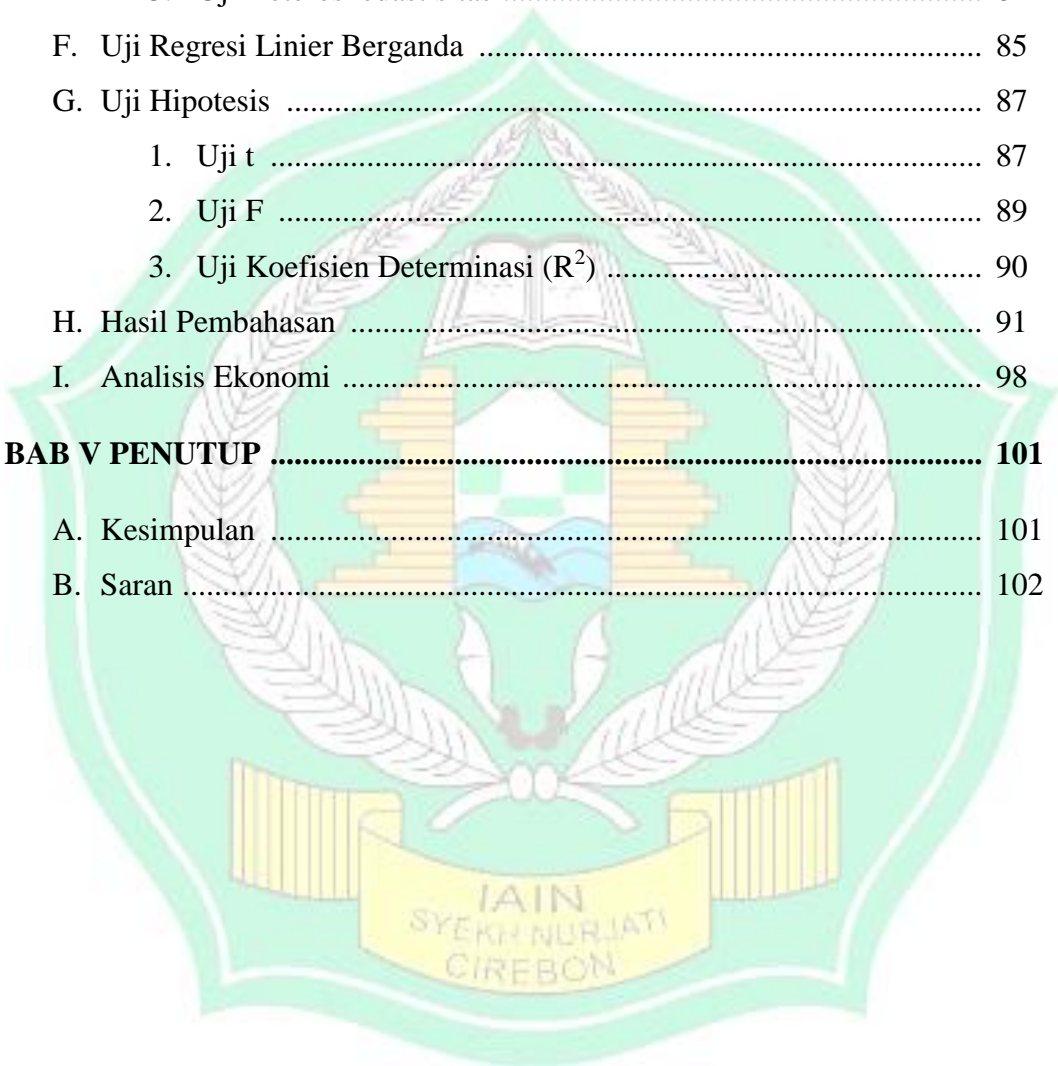 F. Uji Regresi Linier Berganda ........................................................................ 85
G. Uji Hipotesis .................................................................................................. 87
1. Uji t ...................................................................................................... 87
2. Uji F ..................................................................................................... 89
3. Uji Koefisien Determinasi (R²) ...................................................... 90
H. Hasil Pembahasan ......................................................................................... 91
I. Analisis Ekonomi .......................................................................................... 98
BAB V PENUTUP ...................................................................................................... 101
A. Kesimpulan .................................................................................................... 101
B. Saran ................................................................................................................ 102
IAIN
SYEKH NURJATI
CIREBON